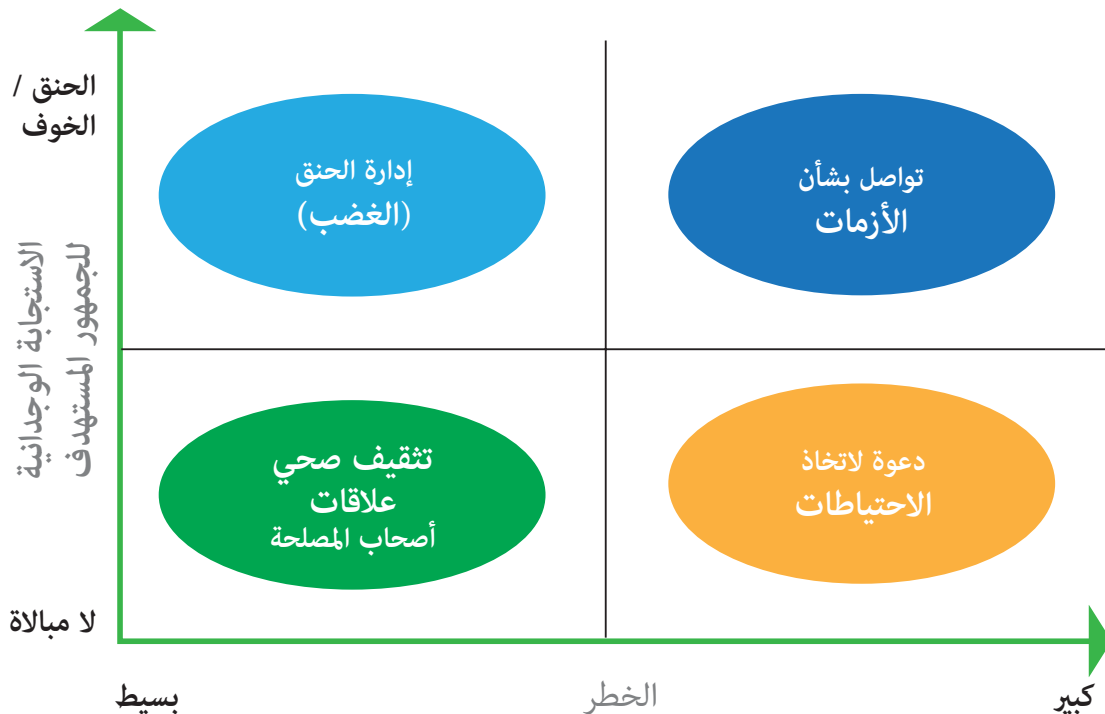 الحنق /
الخوف
تواصل بشأن
الأزمات
إدارة الحنق
(الغضب)
الاستجابة الوجدانية
للجمهور المستهدف
دعوة لاتخاذ
الاحتياطات
تثقيف صحي
علاقات
أصحاب المصلحة
لا مبالاة
كبير
الخطر
بسيط